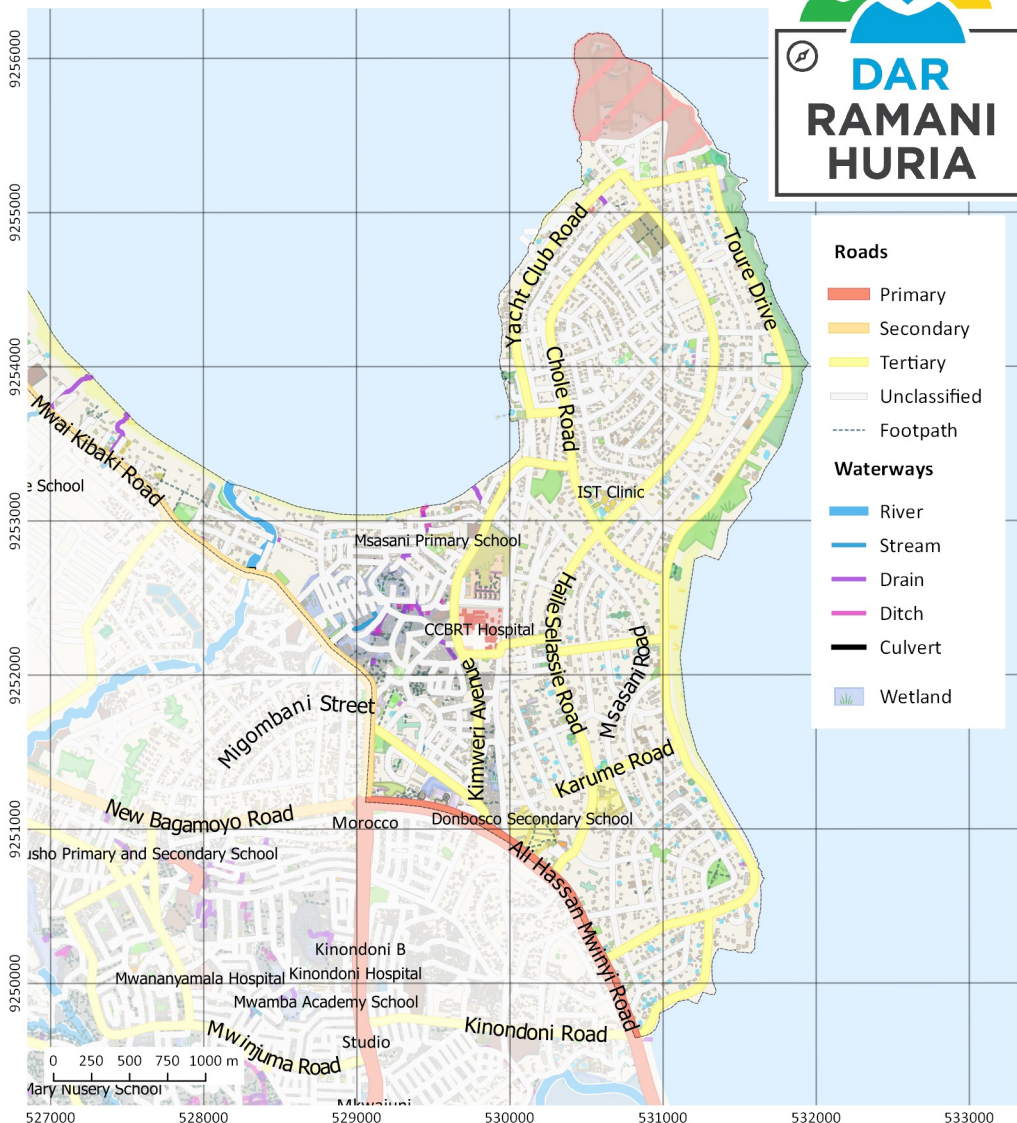 DAR
RAMANI
HURIA
9256000
9255000
9254000
9253000
9252000
9251000
9250000
Roads
Primary
Secondary
Tertiary
Unclassified
Footpath
Waterways
River
Stream
Drain
Ditch
Culvert
Wetland
Yacht Club Road
Toure Drive
Chole Road
Mwai Kibaki Road
e School
IST Clinic
Msasani Primary School
Haile Selassie Road
CCBRT Hospital
Msasani Road
Kimweri Avenue
Migombani Street
Karume Road
New Bagamoyo Road
Morocco
Donbosco Secondary School
usho Primary and Secondary School
Ali Hassan Mwinyi Road
Kinondoni B
Mwananyamala Hospital
Kinondoni Hospital
Mwamba Academy School
Kinondoni Road
Mwinjuma Road
Studio
0 250 500 750 1000 m
Mary Nusery School
Mkwajuni
527000 528000 529000 530000 531000 532000 533000